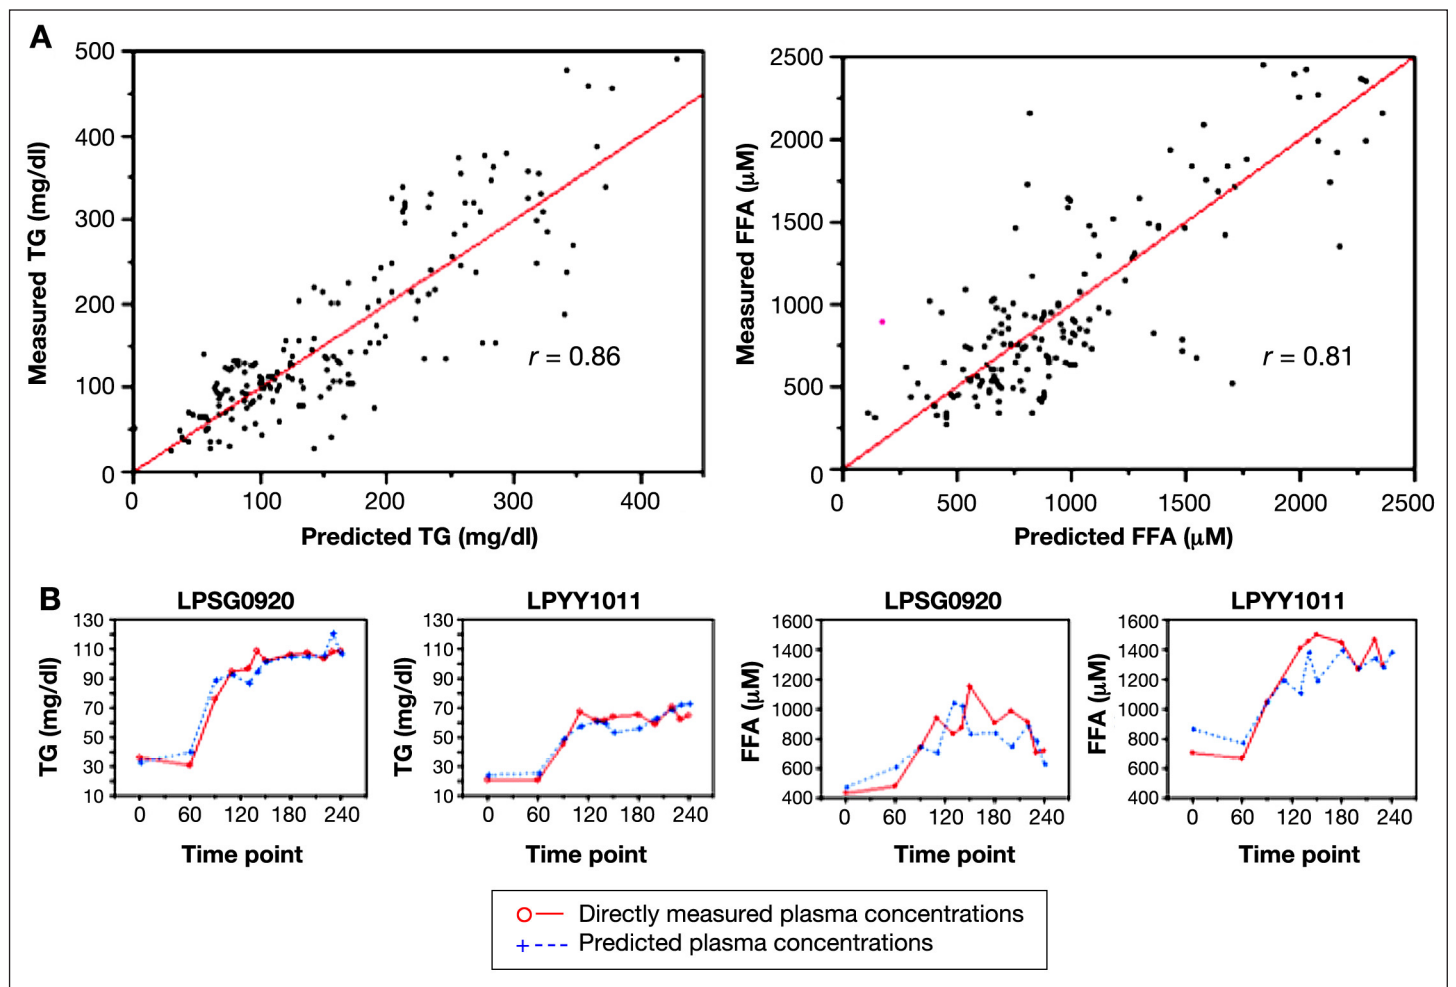 A
500
400
300
200
100
0
Measured TG (mg/dl)
r = 0.86
0 100 200 300 400
Predicted TG (mg/dl)
2500
2000
1500
1000
500
0
Measured FFA (μM)
r = 0.81
0 500 1000 1500 2000 2500
Predicted FFA (μM)
B
LPSG0920
130
110
90
70
50
30
10
TG (mg/dl)
0 60 120 180 240
Time point
LPYY1011
130
110
90
70
50
30
10
TG (mg/dl)
0 60 120 180 240
Time point
LPSG0920
1600
1400
1200
1000
800
600
400
FFA (μM)
0 60 120 180 240
Time point
LPYY1011
1600
1400
1200
1000
800
600
400
FFA (μM)
0 60 120 180 240
Time point
Directly measured plasma concentrations
Predicted plasma concentrations